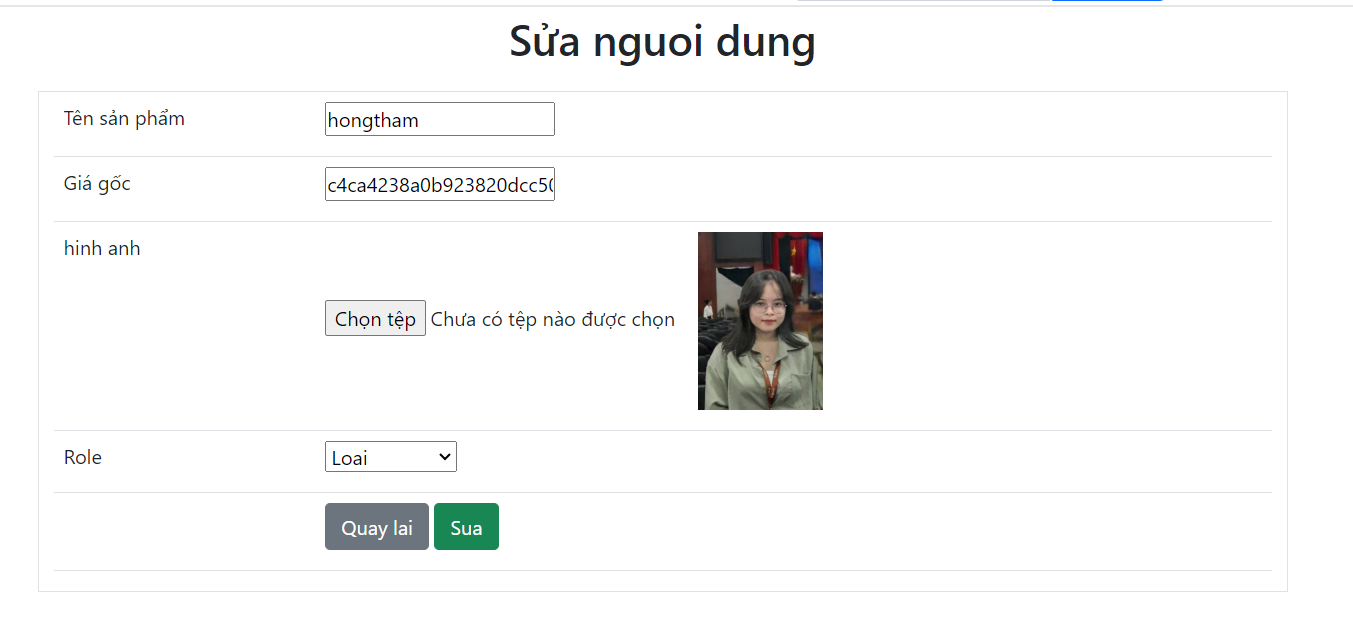 Sửa nguoi dung
Tên sản phẩm hongtham
Giá gốc c4ca4238a0b923820dcc50
hinh anh
Chọn tệp Chưa có tệp nào được chọn
Role Loai
Quay lai Sua